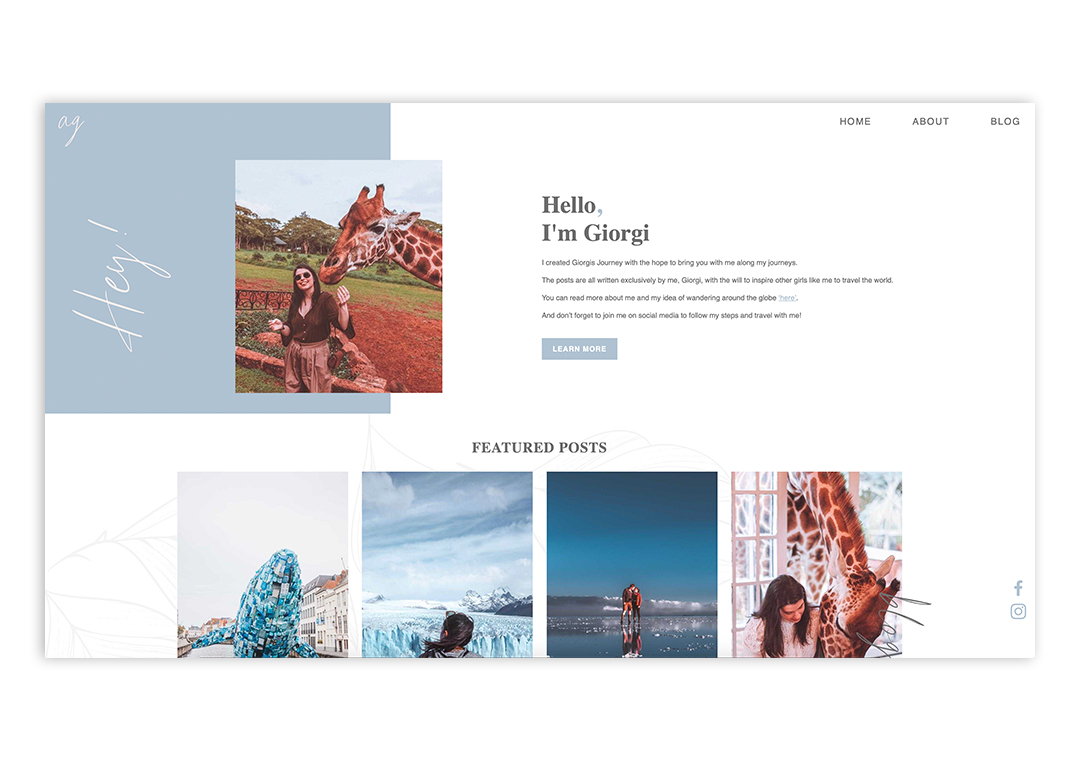 ag
HOME ABOUT BLOG
Hey!
Hello,
I'm Giorgi
I created Giorgis Journey with the hope to bring you with me along my journeys.
The posts are all written exclusively by me, Giorgi, with the will to inspire other girls like me to travel the world.
You can read more about me and my idea of wandering around the globe 'here'.
And don't forget to join me on social media to follow my steps and travel with me!
LEARN MORE
FEATURED POSTS